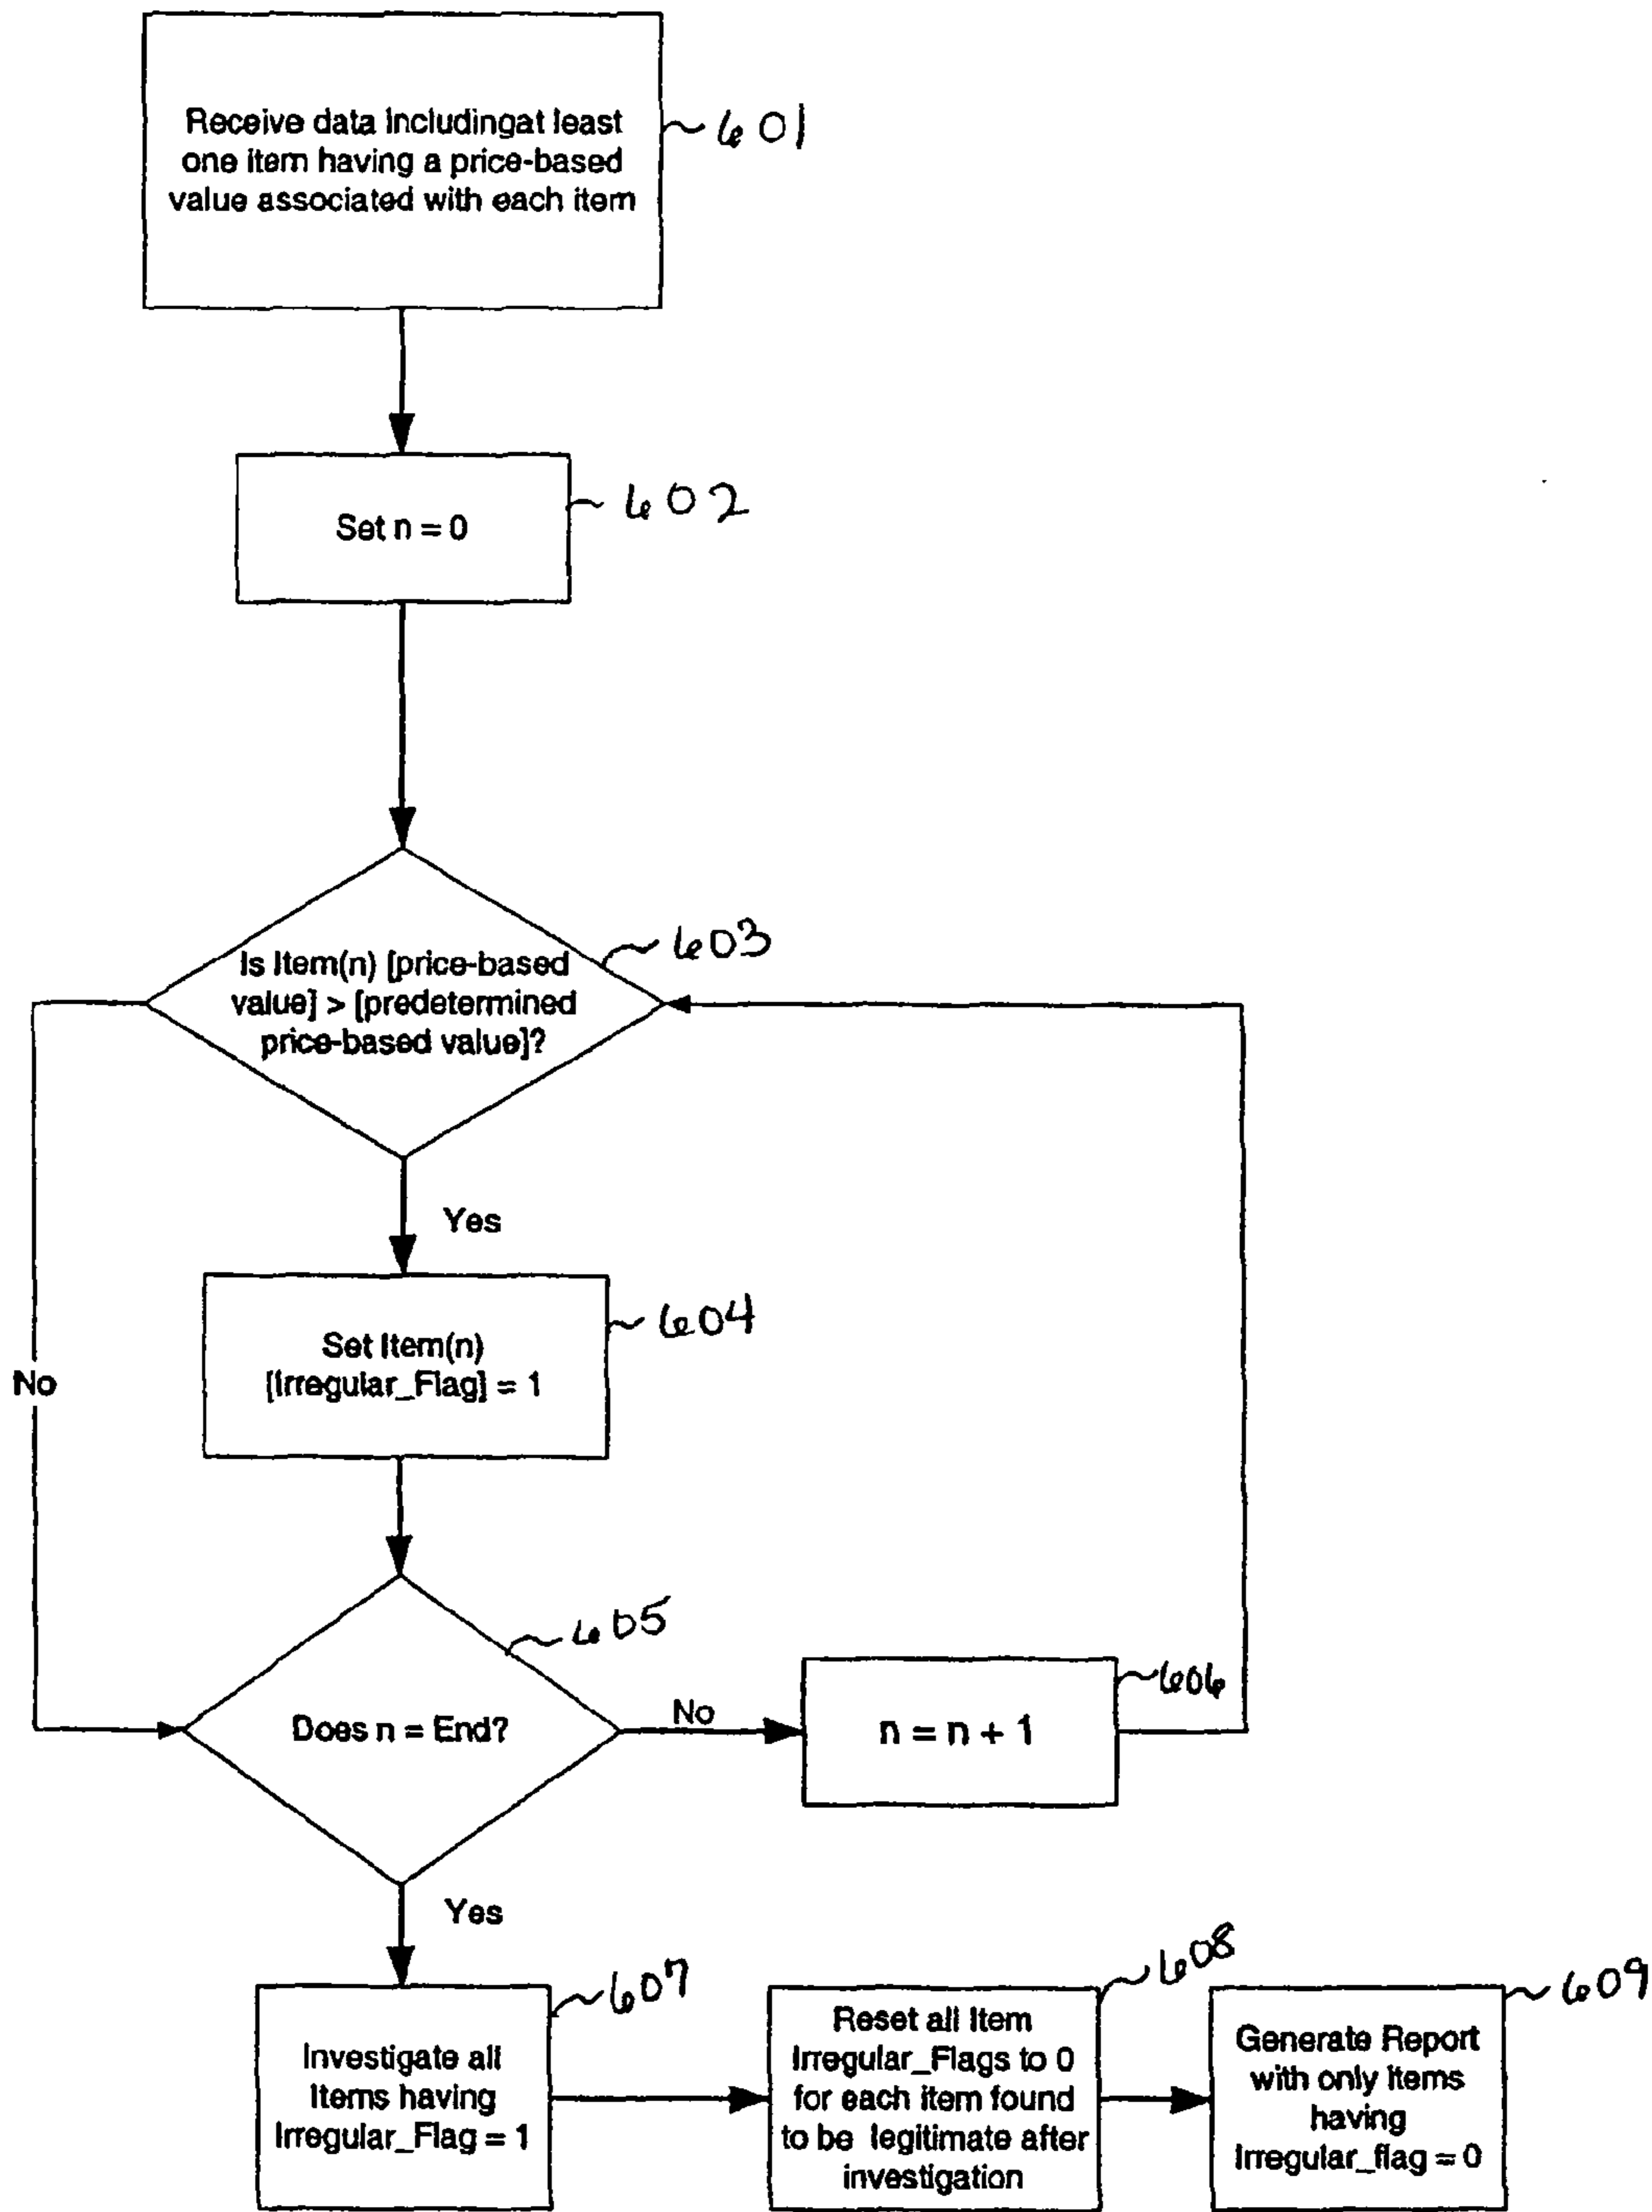 Receive data includingat least
one item having a price-based
value associated with each item
601
Set n = 0
602
Is Item(n) [price-based
value] > [predetermined
price-based value]?
603
Yes
No
Set Item(n)
[Irregular_Flag] = 1
604
Does n = End?
605
No
n = n + 1
606
Yes
Investigate all
Items having
Irregular_Flag = 1
607
Reset all Item
Irregular_Flags to 0
for each item found
to be legitimate after
investigation
608
Generate Report
with only Items
having
Irregular_flag = 0
609